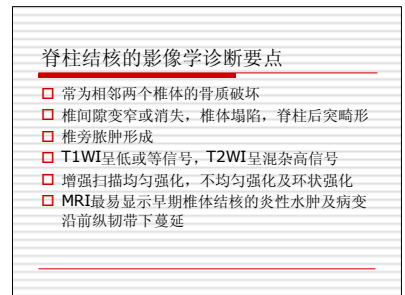 脊柱结核的影像学诊断要点
常为相邻两个椎体的骨质破坏
椎间隙变窄或消失，椎体塌陷，脊柱后突畸形
椎旁脓肿形成
T1WI呈低或等信号，T2WI呈混杂高信号
增强扫描均匀强化，不均匀强化及环状强化
MRI最易显示早期椎体结核的炎性水肿及病变
沿前纵韧带下蔓延